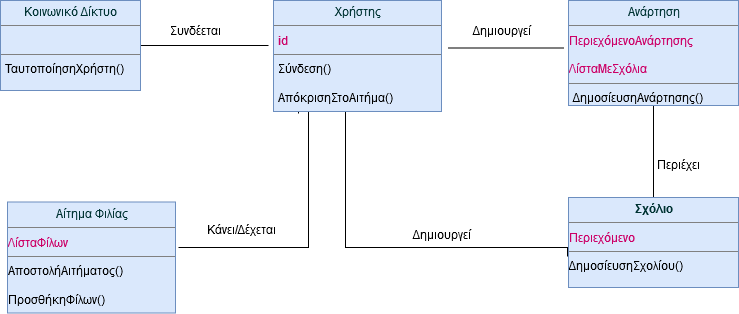 Κοινωνικό Δίκτυο
ΤαυτοποίησηΧρήστη()
Συνδέεται
Χρήστης
id
Σύνδεση()
ΑπόκρισηΣτοΑίτημα()
Δημιουργεί
Ανάρτηση
ΠεριεχόμενοΑνάρτησης
ΛίσταΜεΣχόλια
ΔημοσίευσηΑνάρτησης()
Περιέχει
Αίτημα Φιλίας
ΛίσταΦίλων
ΑποστολήΑιτήματος()
ΠροσθήκηΦίλων()
Κάνει/Δέχεται
Δημιουργεί
Σχόλιο
Περιεχόμενο
ΔημοσίευσηΣχολίου()